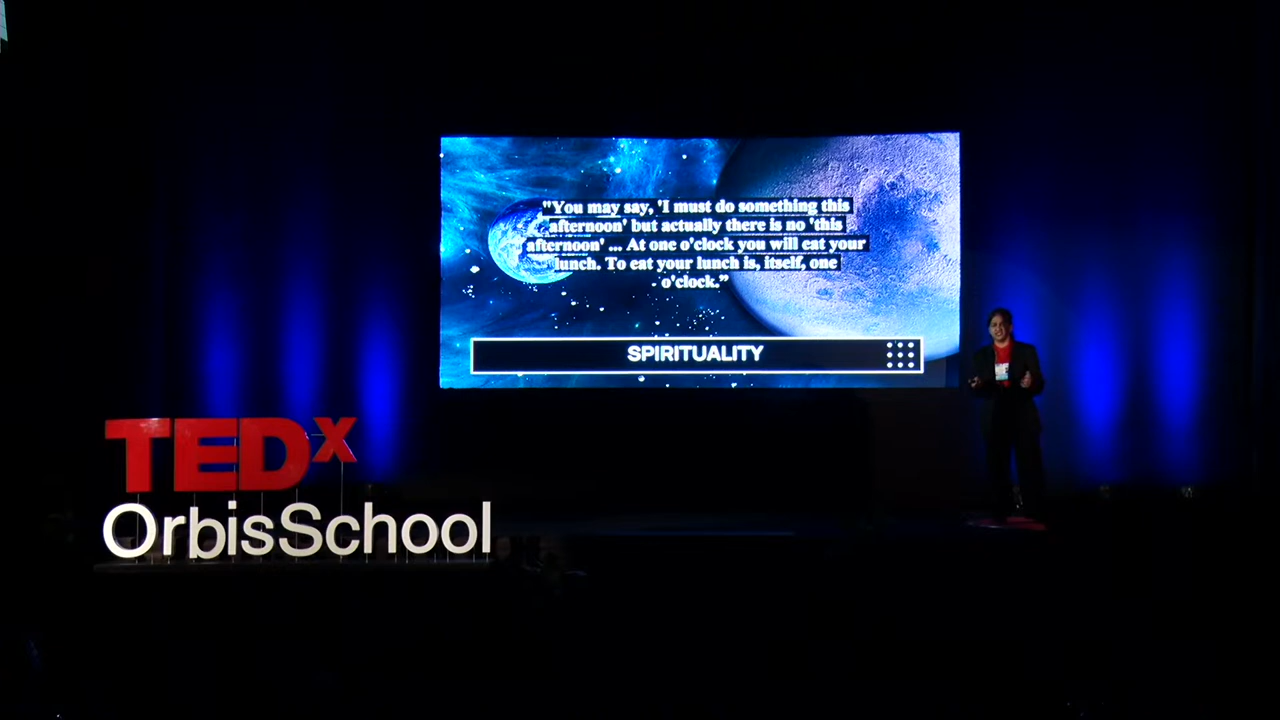 "You may say, 'I must do something this
afternoon' but actually there is no 'this
afternoon' ... At one o'clock you will eat your
lunch. To eat your lunch is, itself, one
o'clock.”
SPIRITUALITY
TEDx
OrbisSchool